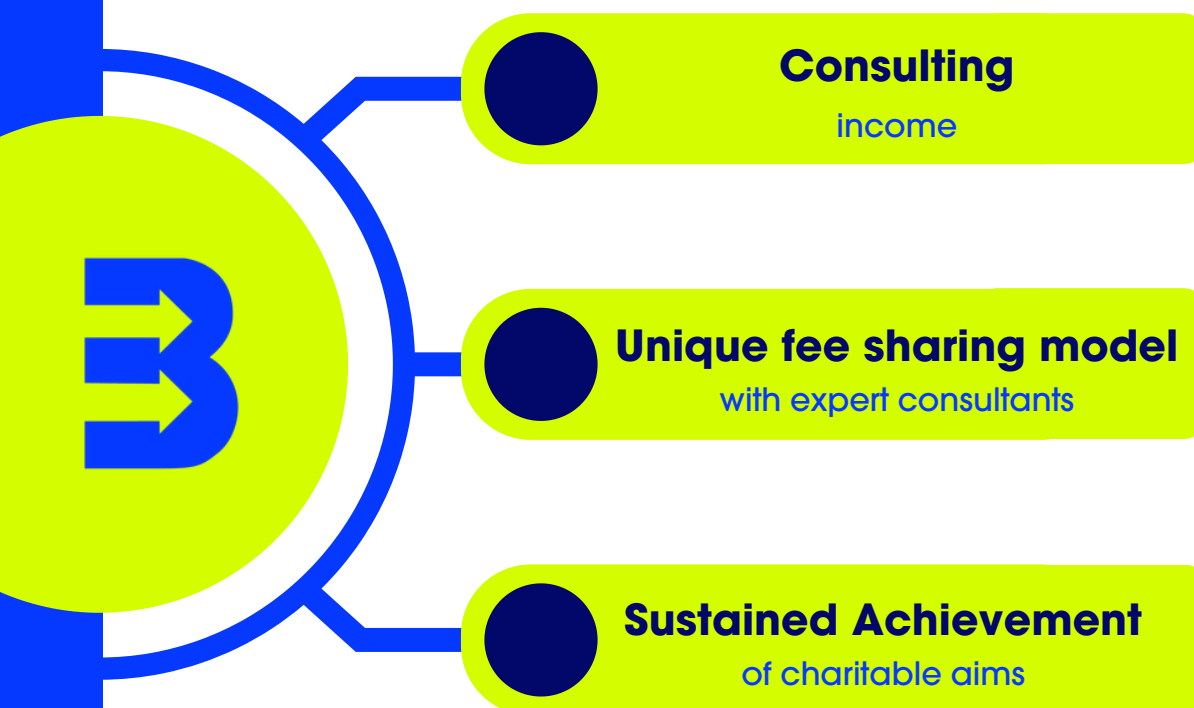 Consulting
income
Unique fee sharing model
with expert consultants
Sustained Achievement
of charitable aims